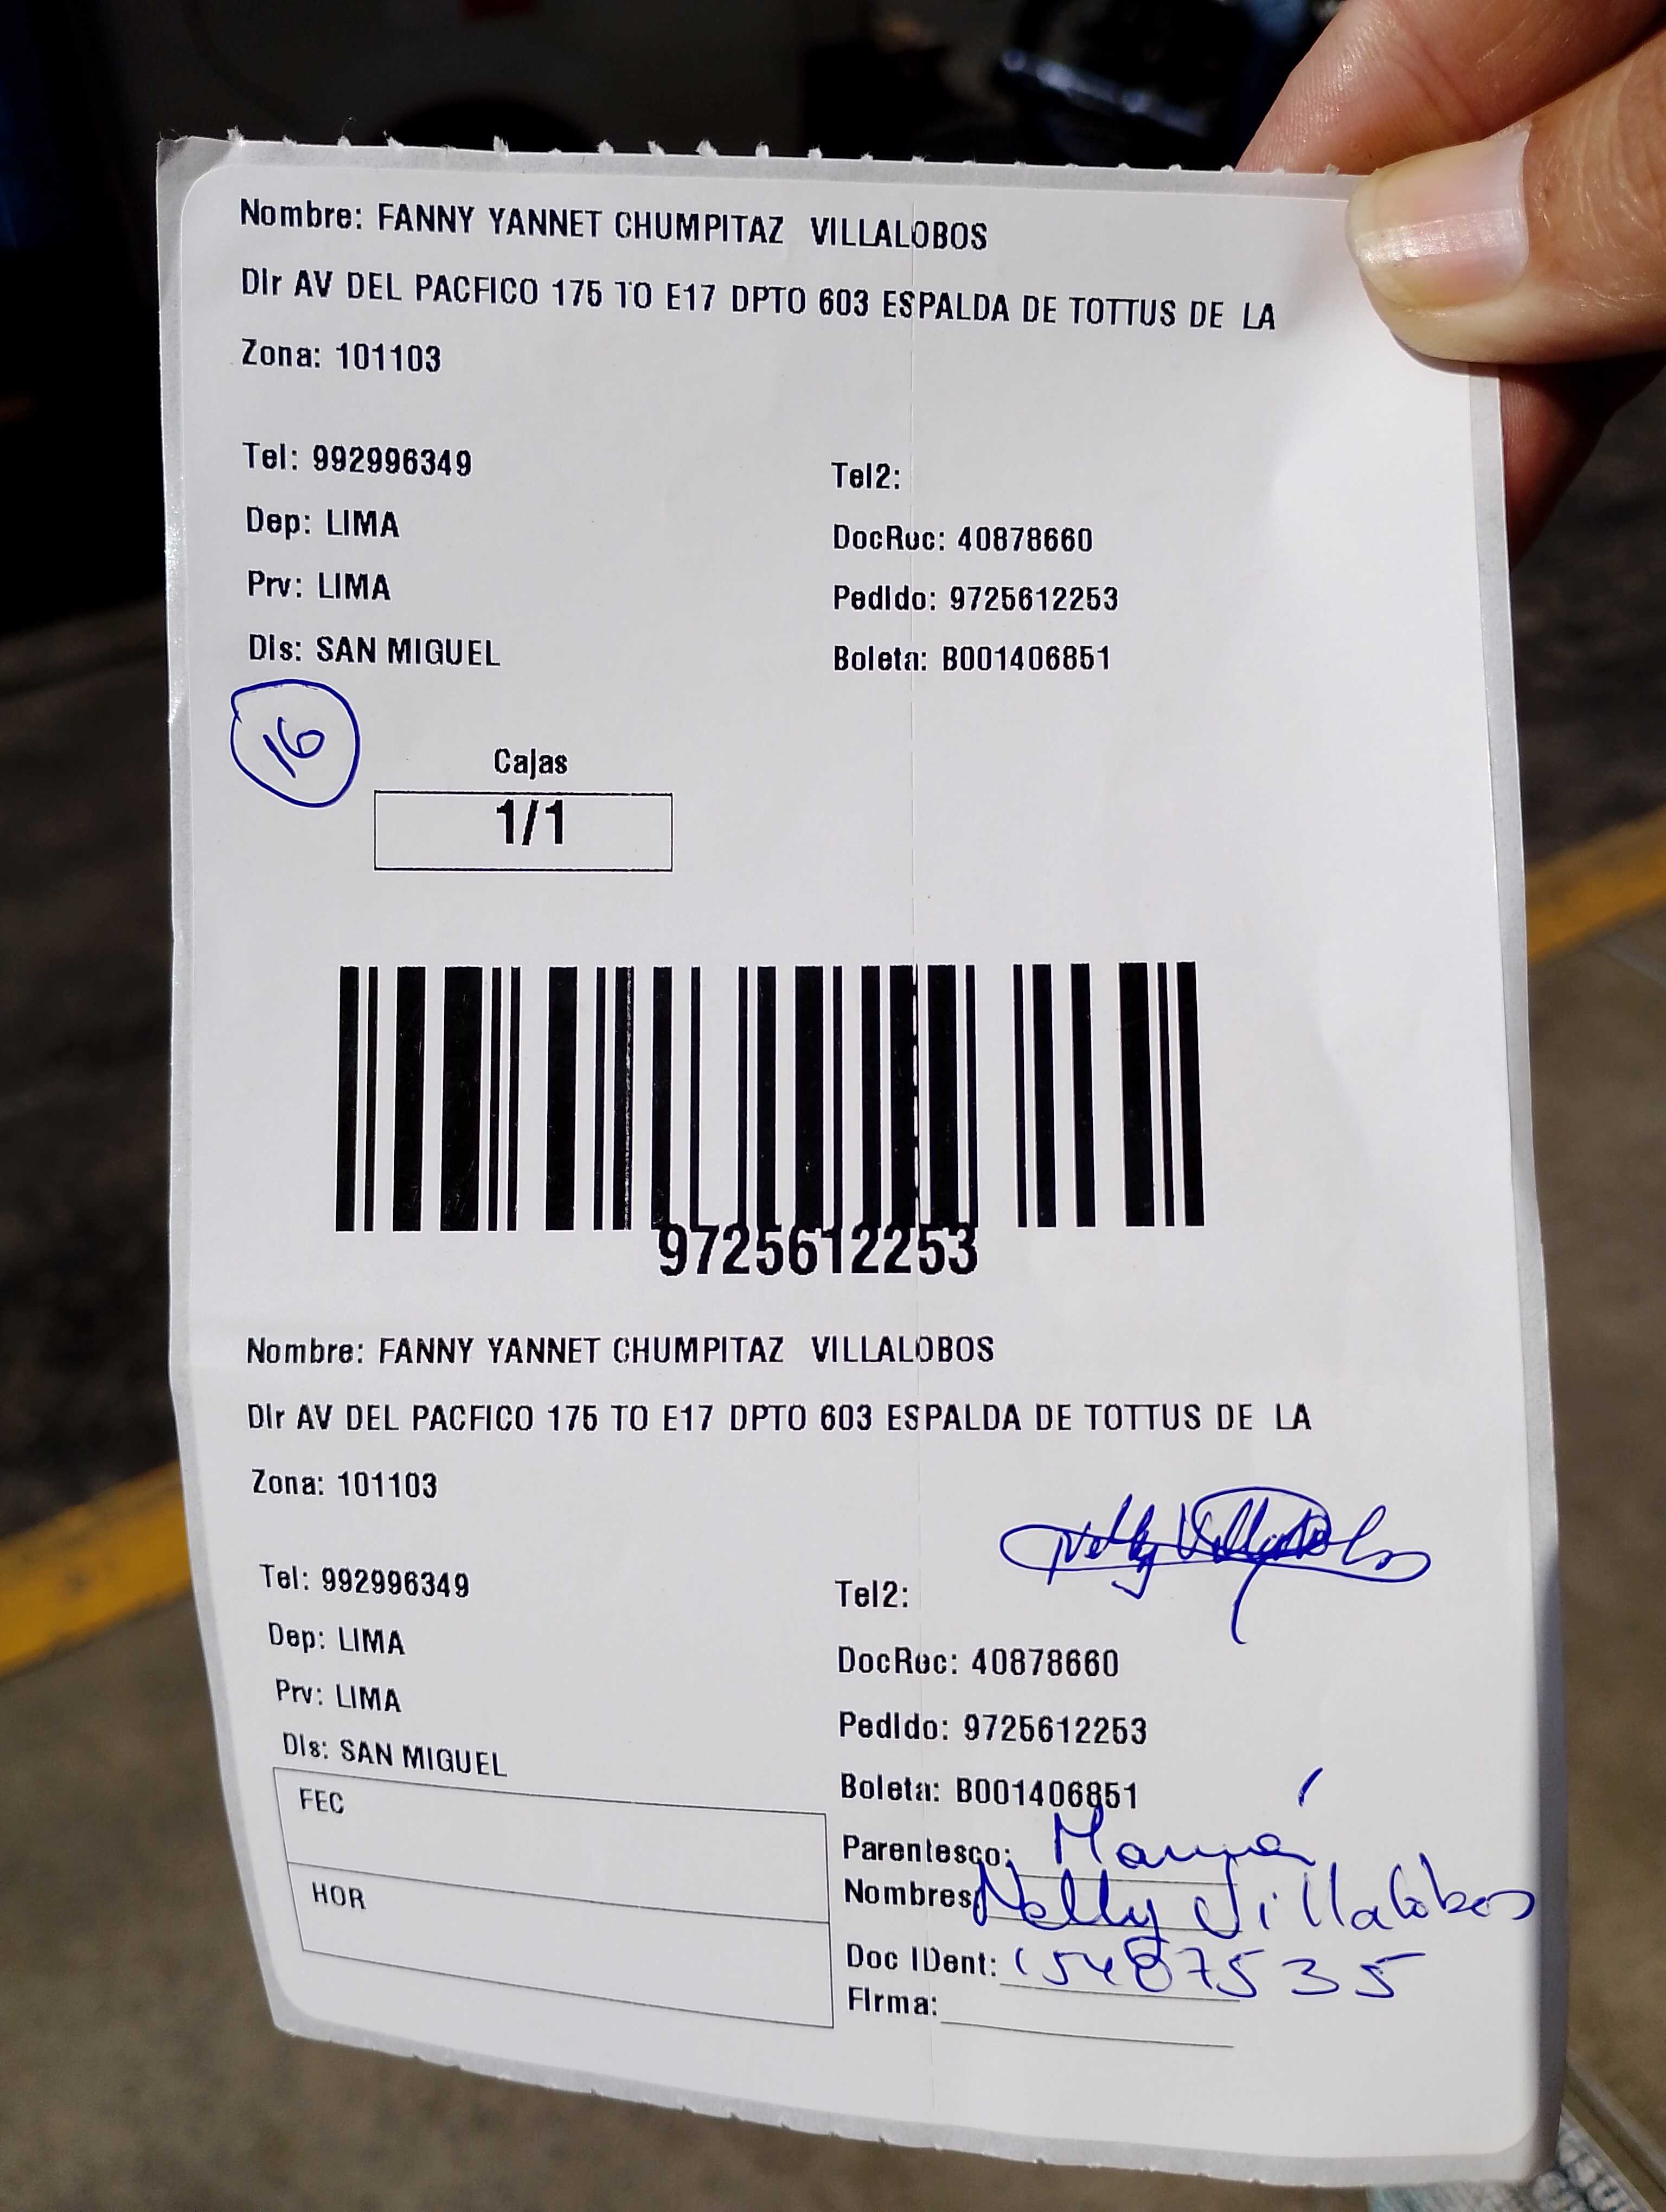 Nombre: FANNY YANNET CHUMPITAZ VILLALOBOS
Dir AV DEL PACFICO 175 TO E17 DPTO 603 ESPALDA DE TOTTUS DE LA
Zona: 101103
Tel: 992996349
Tel2:
Dep: LIMA
DocRuc: 40878660
Prv: LIMA
Pedido: 9725612253
Dis: SAN MIGUEL
Boleta: B001406851
16
Cajas
1/1
9725612253
Nombre: FANNY YANNET CHUMPITAZ VILLALOBOS
Dir AV DEL PACFICO 175 TO E17 DPTO 603 ESPALDA DE TOTTUS DE LA
Zona: 101103
Nelly Villalobos
Tel: 992996349
Tel2:
Dep: LIMA
DocRuc: 40878660
Prv: LIMA
Pedido: 9725612253
Dis: SAN MIGUEL
Boleta: B001406851
FEC
Parentesco: Mamá
HOR
Nombres: Nelly Villalobos
Doc IDent: 15487535
Firma: